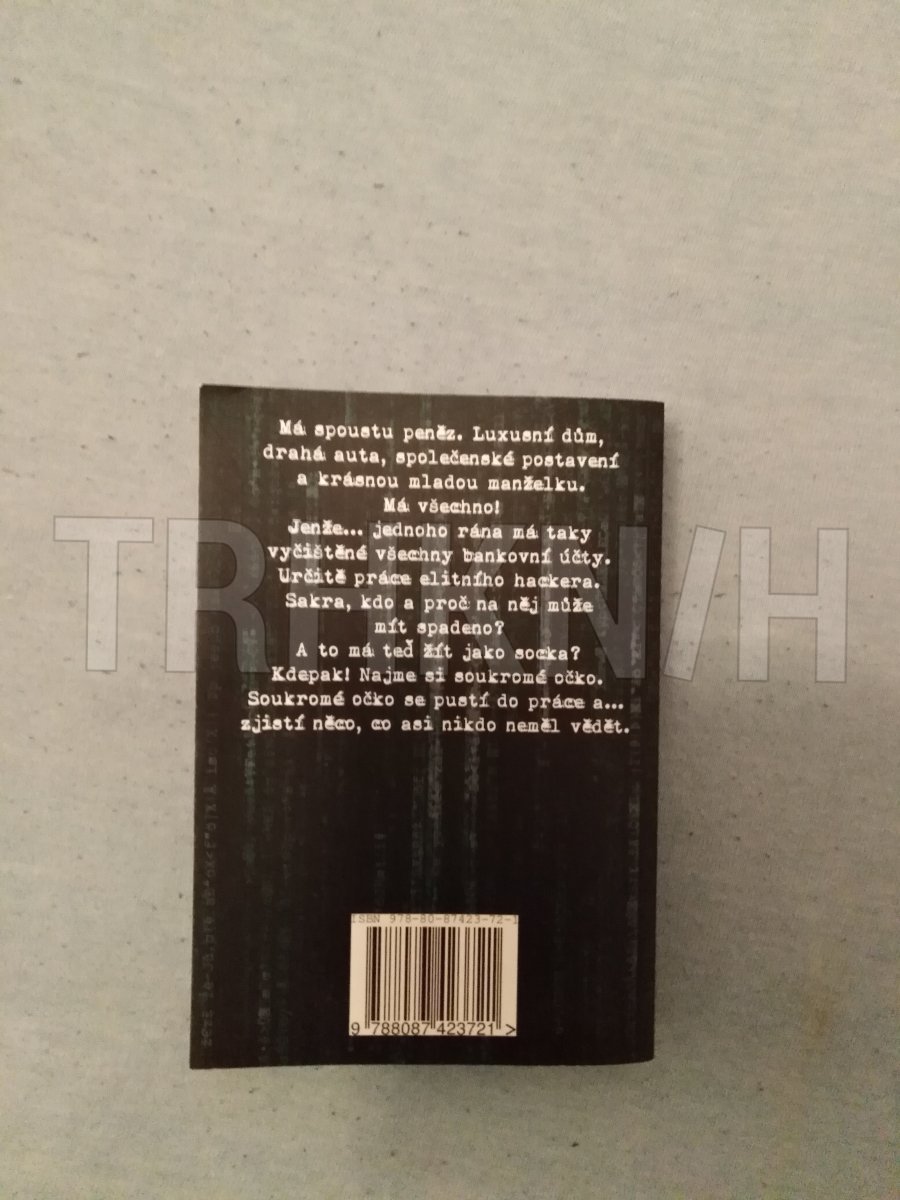 Má spoustu peněz. Luxusní dům,
drahá auta, společenské postavení
a krásnou mladou manželku.
Má všechno!
Jenže... jednoho rána má taky
vyčištěné všechny bankovní účty.
Určitě práce elitního hackera.
Sakra, kdo a proč na něj může
mít spadeno?
A to má teď žít jako socka?
Kdepak! Najme si soukromé očko.
Soukromé očko se pustí do práce a...
zjistí něco, co asi nikdo neměl vědět.
TRHKNIH
ISBN 978-80-87423-72-1
9 788087 423721 >